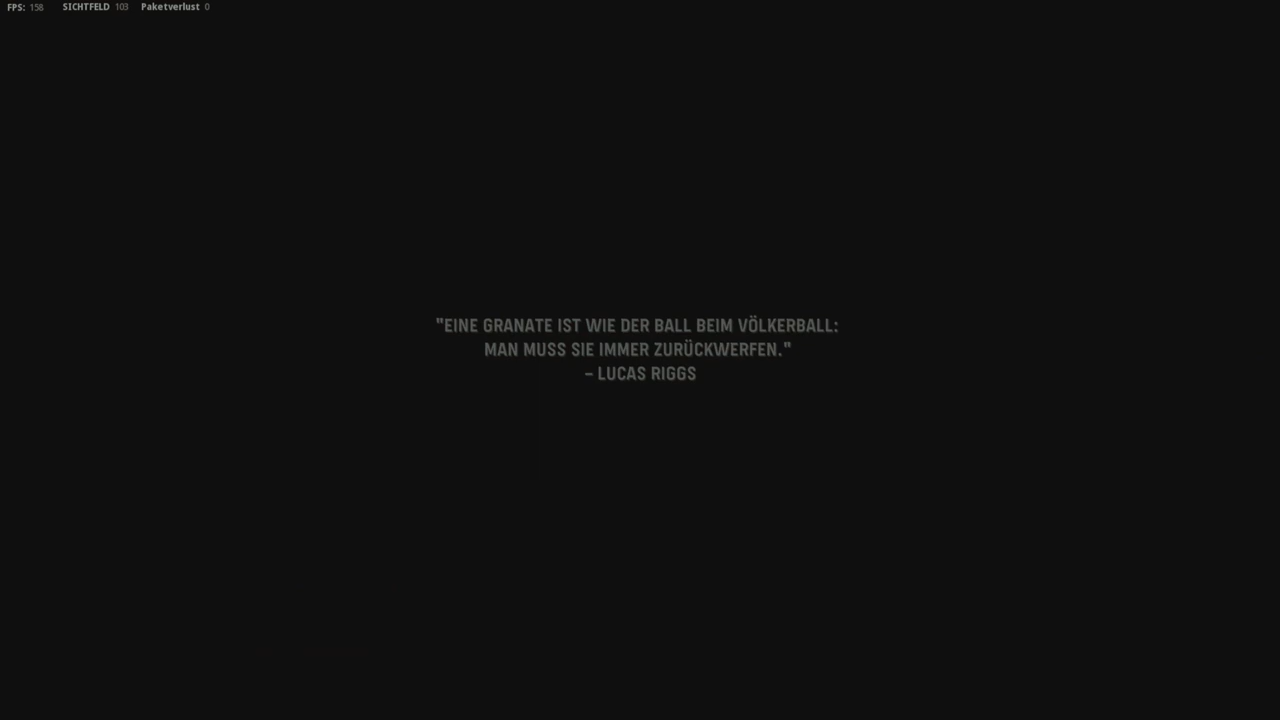 FPS: 158 SICHTFELD 103 Paketverlust 0
"EINE GRANATE IST WIE DER BALL BEIM VÖLKERBALL:
MAN MUSS SIE IMMER ZURÜCKWERFEN."
– LUCAS RIGGS